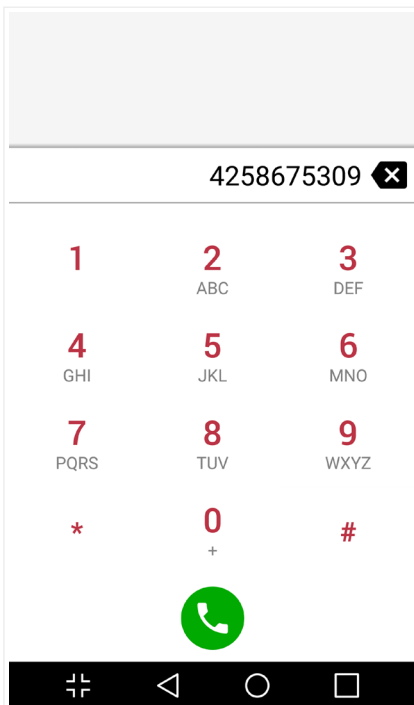 4258675309
1 2 3
ABC DEF
4 5 6
GHI JKL MNO
7 8 9
PQRS TUV WXYZ
* 0 #
+